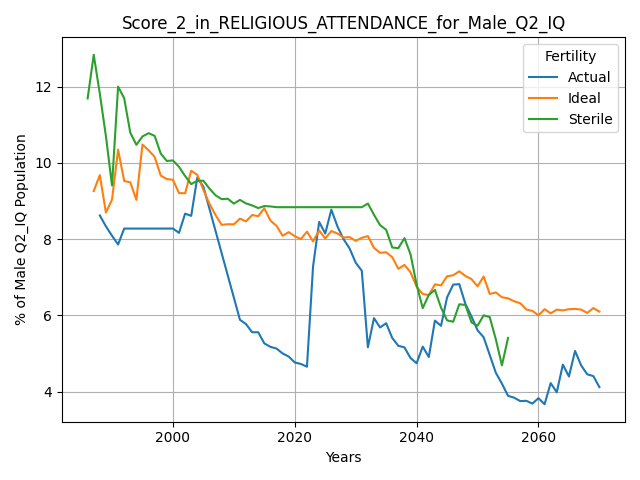 Score_2_in_RELIGIOUS_ATTENDANCE_for_Male_Q2_IQ
Fertility
Actual
Ideal
Sterile
% of Male Q2_IQ Population
12
10
8
6
4
2000
2020
2040
2060
Years